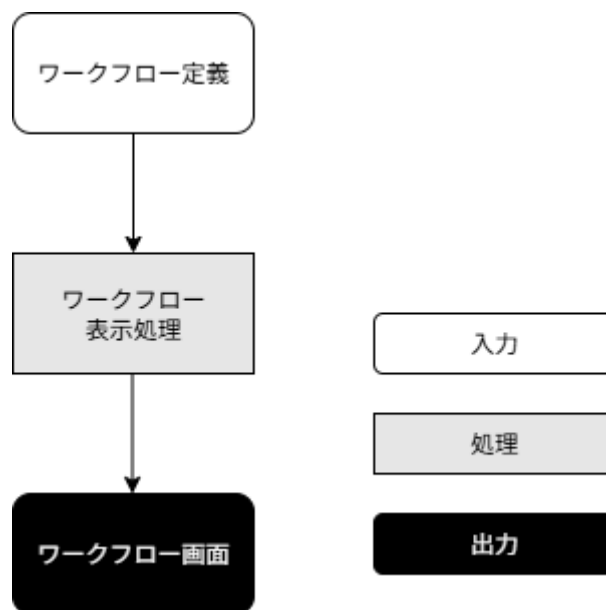 ワークフロー定義
ワークフロー
表示処理
ワークフロー画面
入力
処理
出力